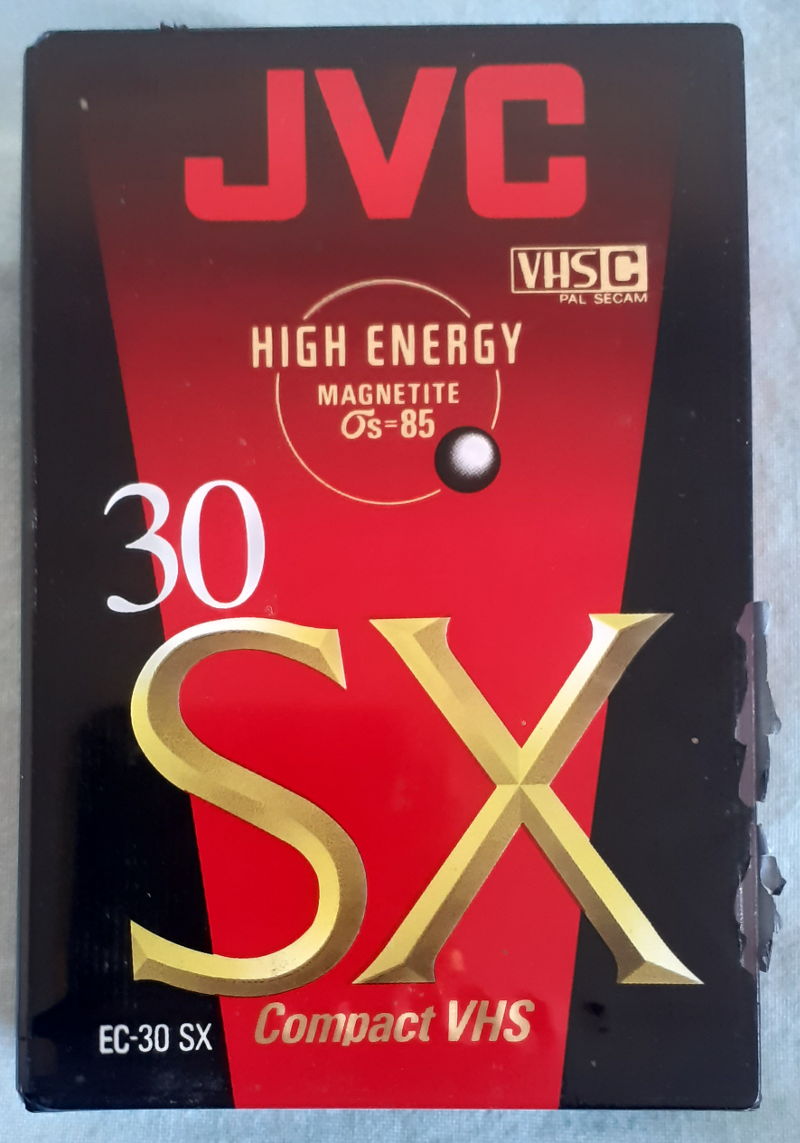 JVC
VHS C
PAL SECAM
HIGH ENERGY
MAGNETITE
σs=85
30
SX
EC-30 SX
Compact VHS